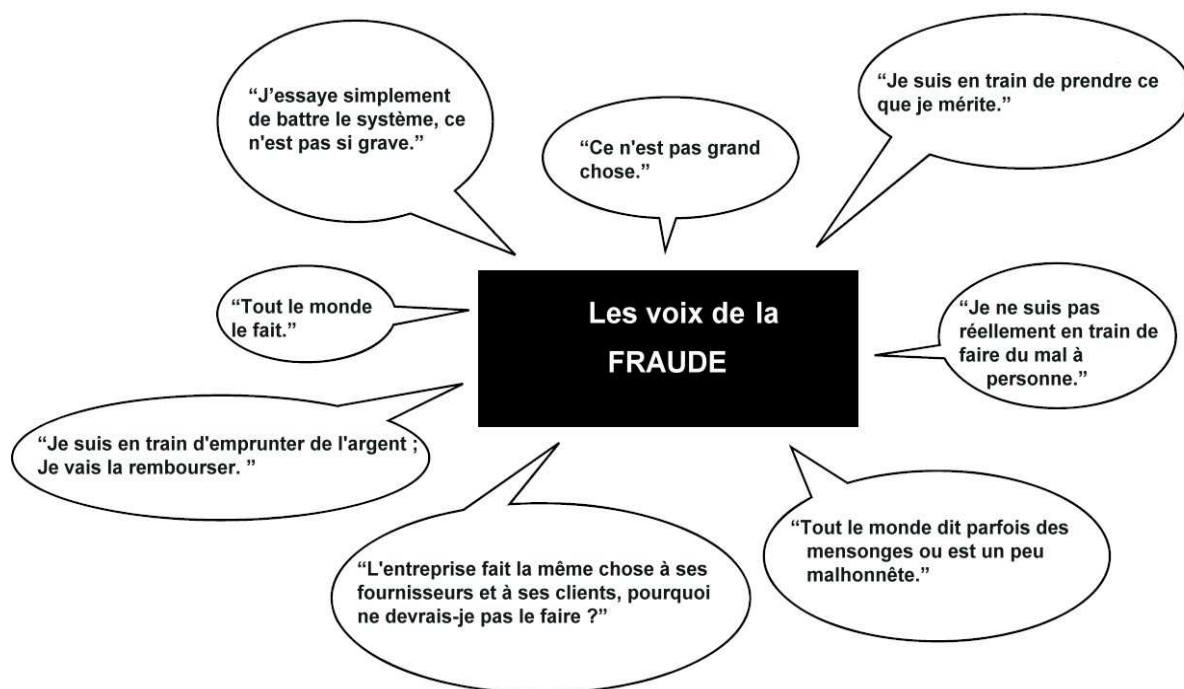 “J’essaye simplement
de battre le système, ce
n'est pas si grave.”
“Ce n'est pas grand
chose.”
“Je suis en train de prendre ce
que je mérite.”
“Tout le monde
le fait.”
Les voix de la
FRAUDE
“Je ne suis pas
réellement en train de
faire du mal à
personne.”
“Je suis en train d'emprunter de l'argent ;
Je vais la rembourser. ”
“L'entreprise fait la même chose à ses
fournisseurs et à ses clients, pourquoi
ne devrais-je pas le faire ?”
“Tout le monde dit parfois des
mensonges ou est un peu
malhonnête.”